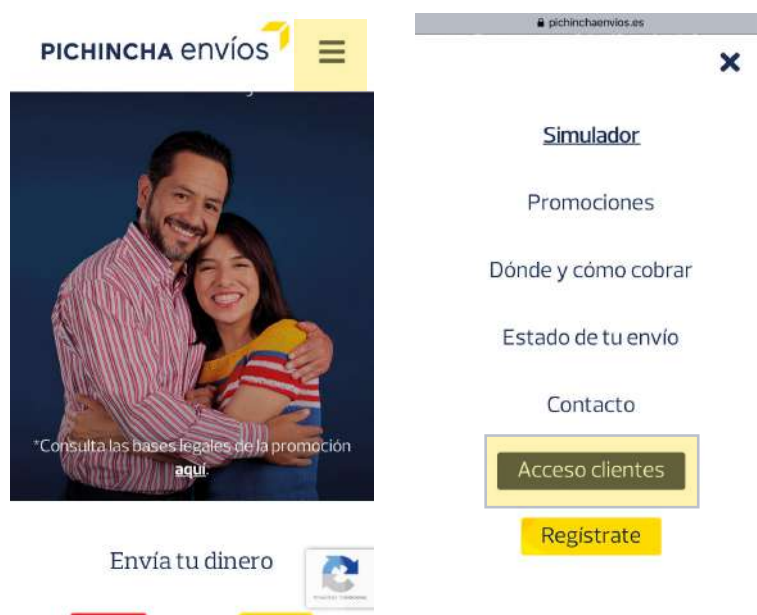 PICHINCHA envíos
*Consulta las bases legales de la promoción
aquí.
Envía tu dinero
pichinchaenvios.es
Simulador
Promociones
Dónde y cómo cobrar
Estado de tu envío
Contacto
Acceso clientes
Regístrate